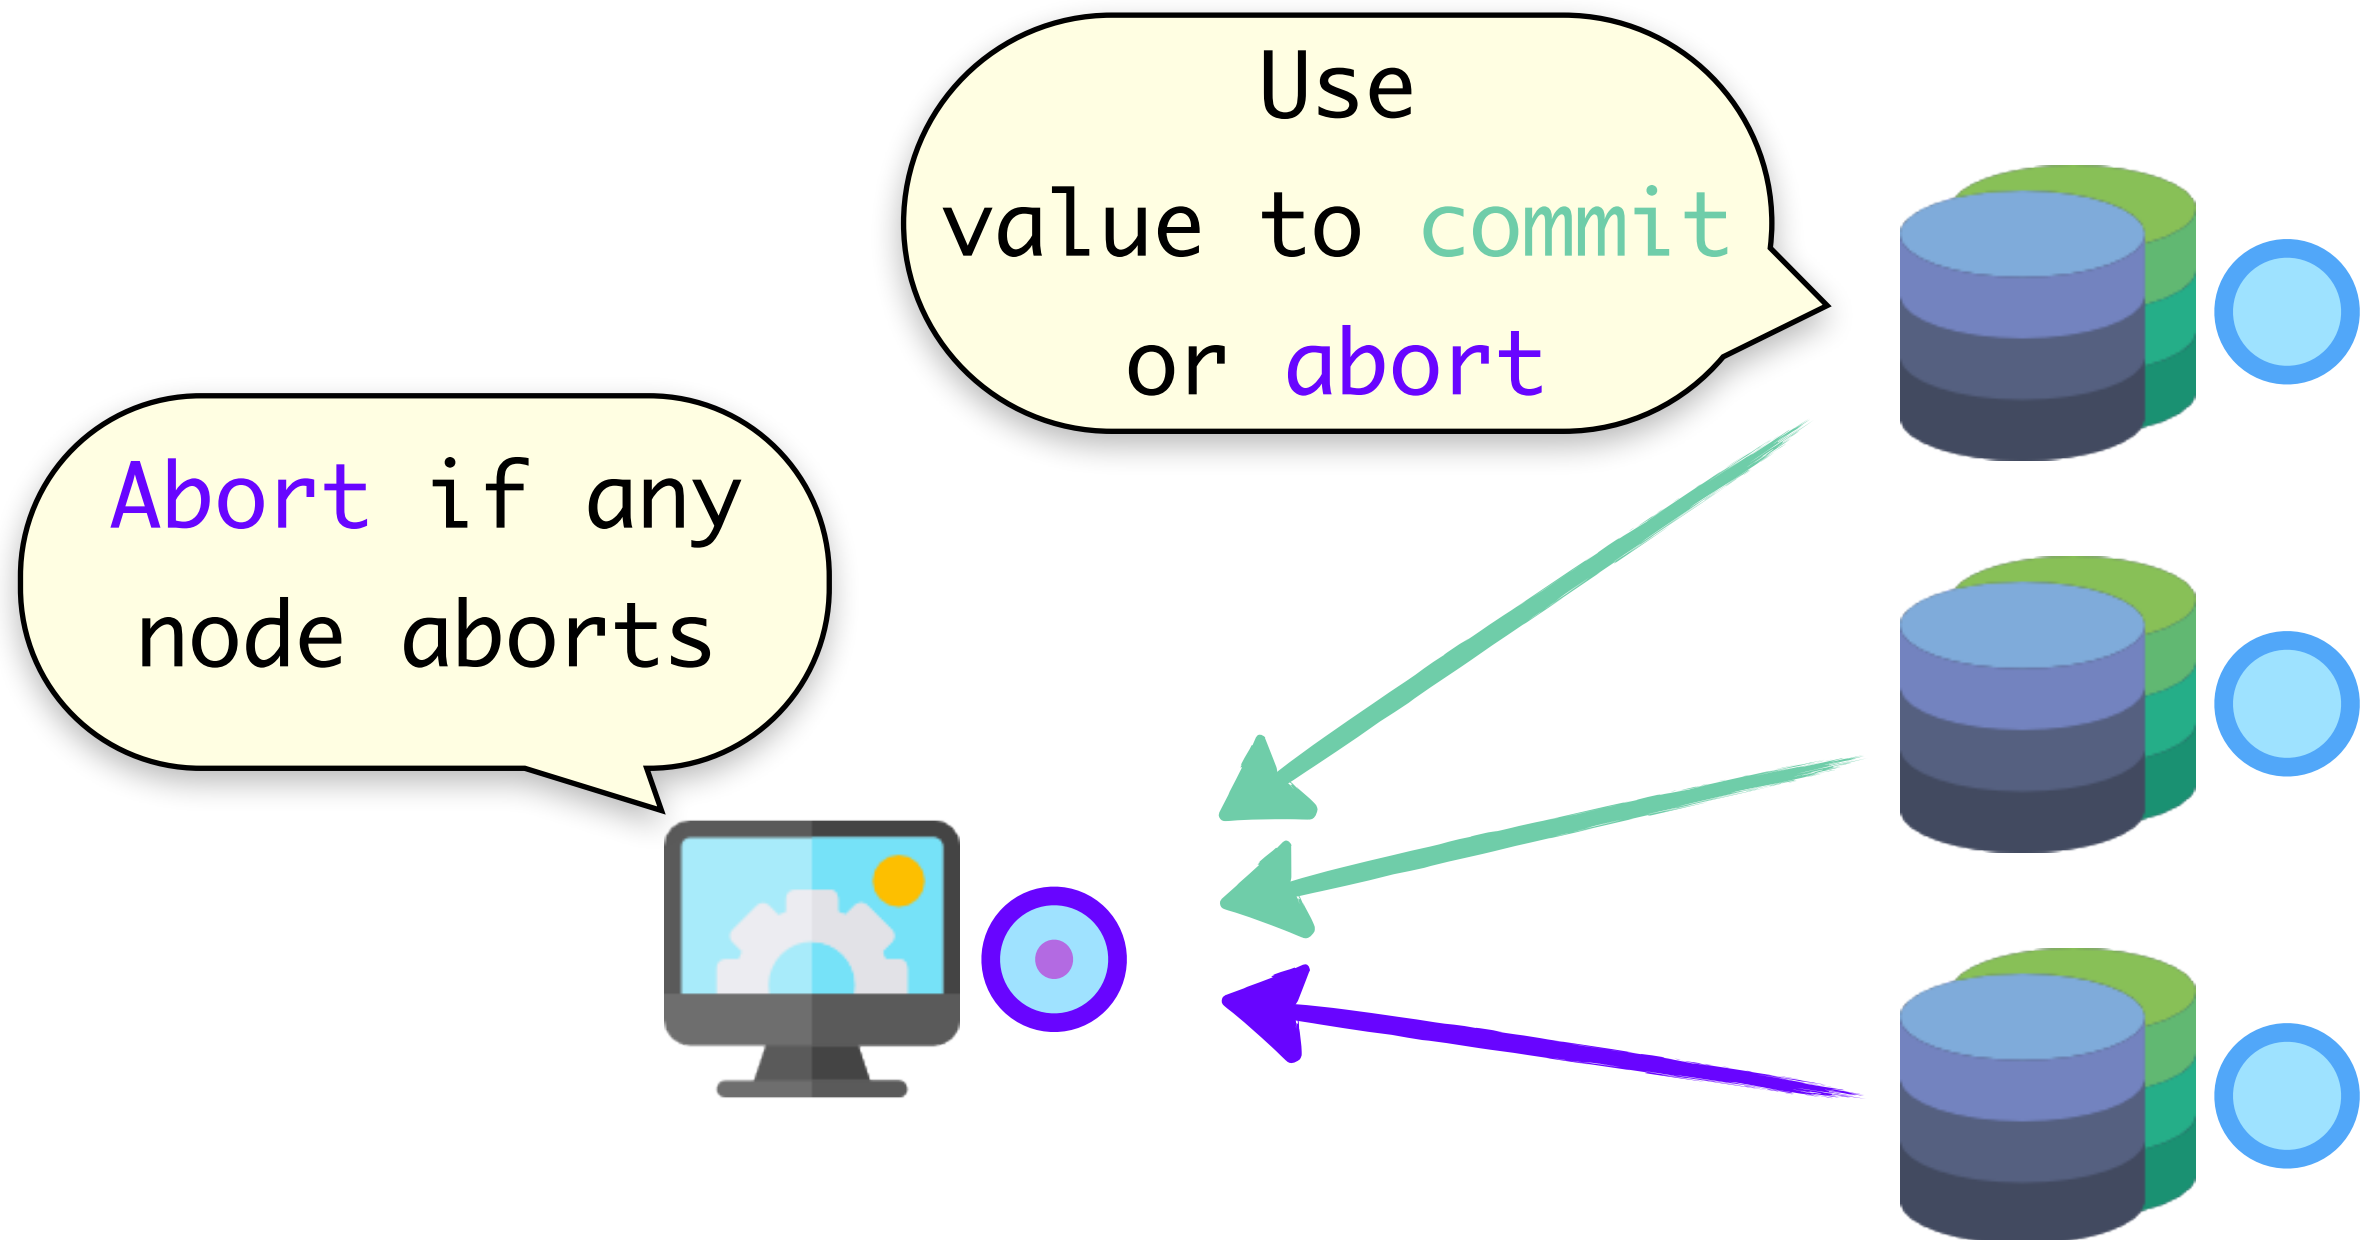 Use
value to commit
or abort
Abort if any
node aborts